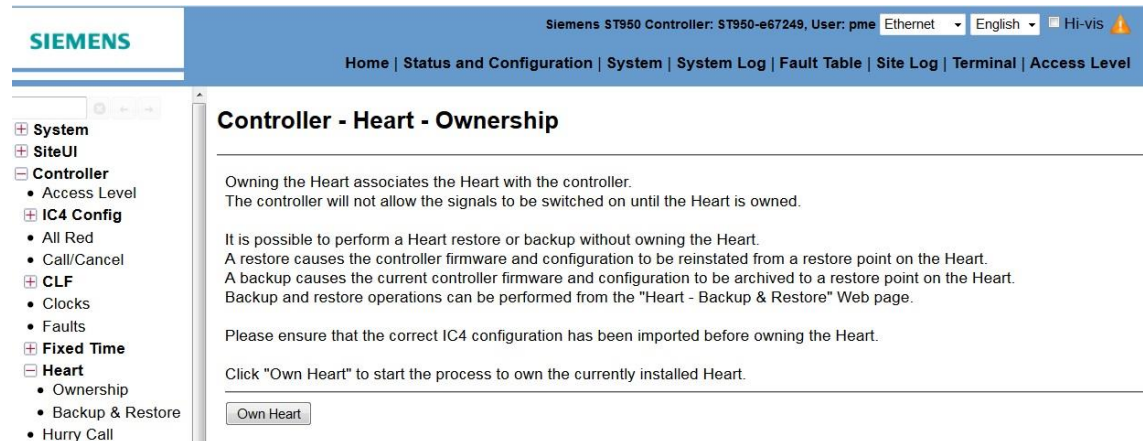 SIEMENS
Siemens ST950 Controller: ST950-e67249, User: pme Ethernet English Hi-vis
Home | Status and Configuration | System | System Log | Fault Table | Site Log | Terminal | Access Level
System
SiteUI
Controller
Access Level
IC4 Config
All Red
Call/Cancel
CLF
Clocks
Faults
Fixed Time
Heart
Ownership
Backup & Restore
Hurry Call
Controller - Heart - Ownership
Owning the Heart associates the Heart with the controller.
The controller will not allow the signals to be switched on until the Heart is owned.
It is possible to perform a Heart restore or backup without owning the Heart.
A restore causes the controller firmware and configuration to be reinstated from a restore point on the Heart.
A backup causes the current controller firmware and configuration to be archived to a restore point on the Heart.
Backup and restore operations can be performed from the "Heart - Backup & Restore" Web page.
Please ensure that the correct IC4 configuration has been imported before owning the Heart.
Click "Own Heart" to start the process to own the currently installed Heart.
Own Heart